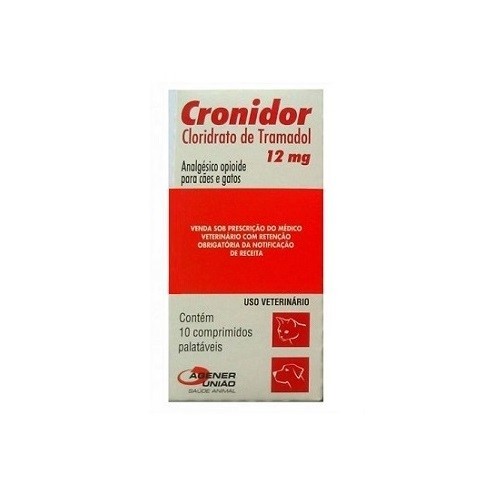 Cronidor
Cloridrato de Tramadol
12 mg
Analgésico opioide
para cães e gatos
VENDA SOB PRESCRIÇÃO DO MÉDICO
VETERINÁRIO COM RETENÇÃO
OBRIGATÓRIA DA NOTIFICAÇÃO
DE RECEITA
USO VETERINÁRIO
Contém
10 comprimidos
palatáveis
AGENER
UNIÃO
SAÚDE ANIMAL